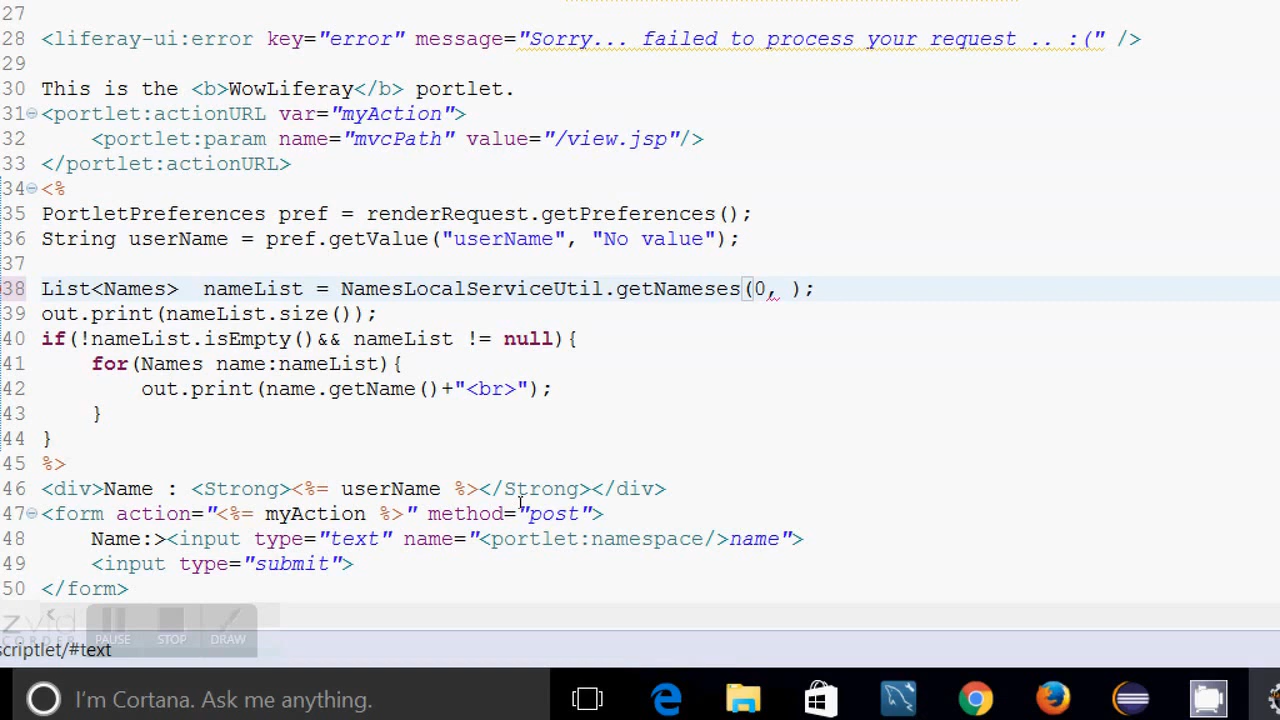 27
28 <liferay-ui:error key="error" message="Sorry... failed to process your request .. :(" />
29
30 This is the <b>WowLiferay</b> portlet.
31 <portlet:actionURL var="myAction">
32     <portlet:param name="mvcPath" value="/view.jsp"/>
33 </portlet:actionURL>
34 <%
35 PortletPreferences pref = renderRequest.getPreferences();
36 String userName = pref.getValue("userName", "No value");
37
38 List<Names>  nameList = NamesLocalServiceUtil.getNameses(0, );
39 out.print(nameList.size());
40 if(!nameList.isEmpty()&& nameList != null){
41     for(Names name:nameList){
42         out.print(name.getName()+"<br>");
43     }
44 }
45 %>
46 <div>Name : <Strong><%= userName %></Strong></div>
47 <form action="<%= myAction %>" method="post">
48     Name:><input type="text" name="<portlet:namespace/>name">
49     <input type="submit">
50 </form>
PAUSE STOP DRAW
scriptlet/#text
I'm Cortana. Ask me anything.